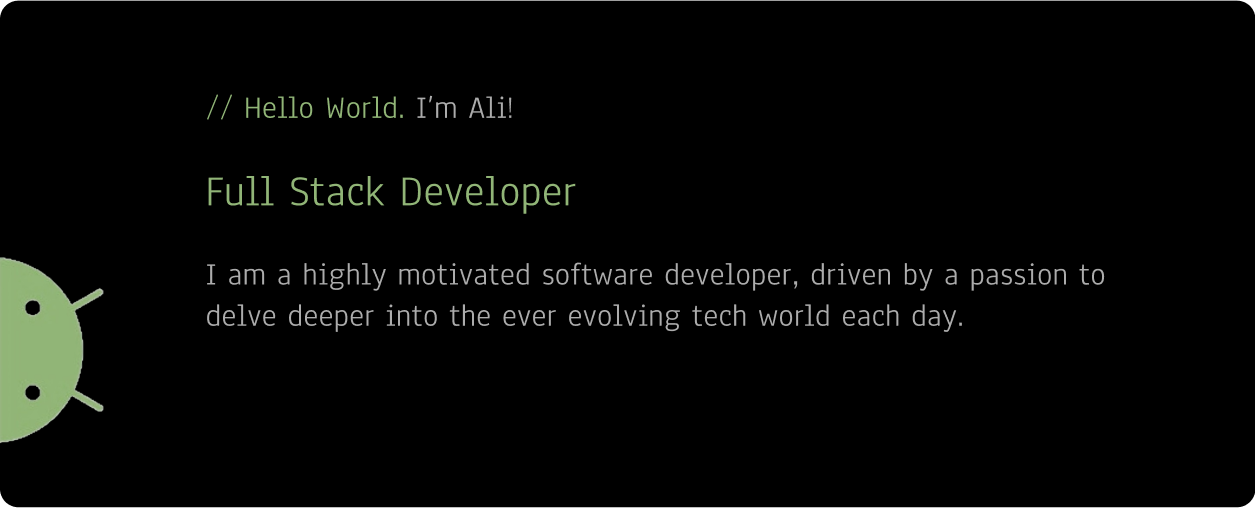 // Hello World. I'm Ali!
Full Stack Developer
I am a highly motivated software developer, driven by a passion to
delve deeper into the ever evolving tech world each day.